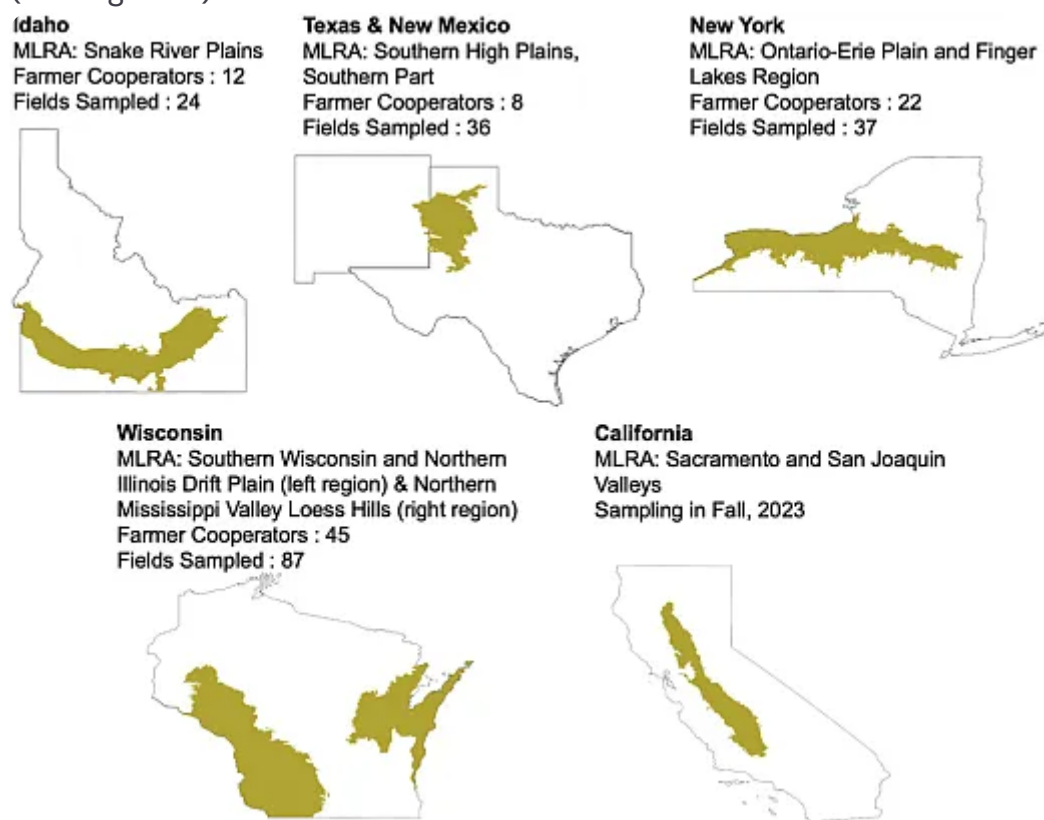 Idaho
MLRA: Snake River Plains
Farmer Cooperators : 12
Fields Sampled : 24
Texas & New Mexico
MLRA: Southern High Plains,
Southern Part
Farmer Cooperators : 8
Fields Sampled : 36
New York
MLRA: Ontario-Erie Plain and Finger
Lakes Region
Farmer Cooperators : 22
Fields Sampled : 37
Wisconsin
MLRA: Southern Wisconsin and Northern
Illinois Drift Plain (left region) & Northern
Mississippi Valley Loess Hills (right region)
Farmer Cooperators : 45
Fields Sampled : 87
California
MLRA: Sacramento and San Joaquin
Valleys
Sampling in Fall, 2023